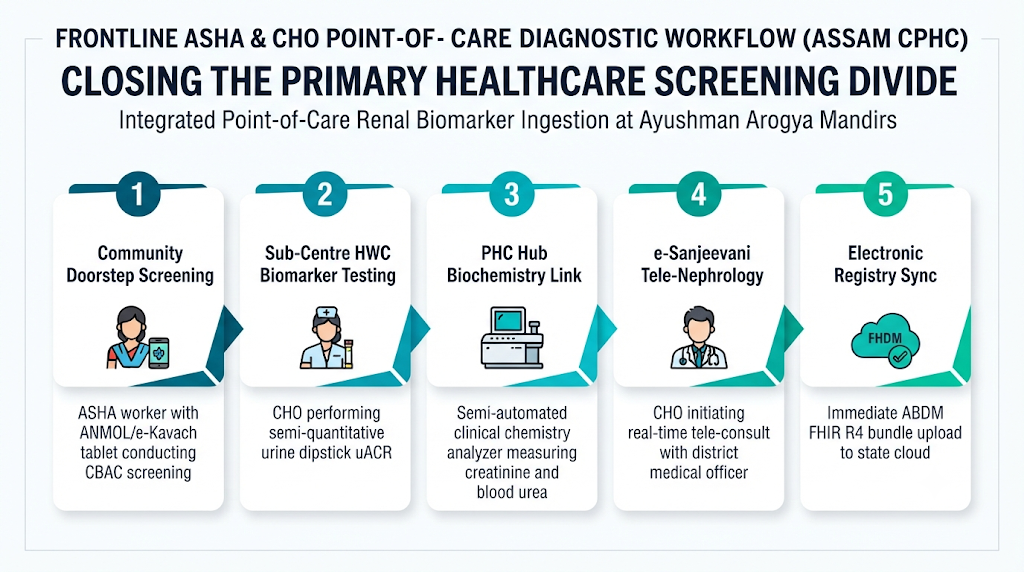 FRONTLINE ASHA & CHO POINT-OF- CARE DIAGNOSTIC WORKFLOW (ASSAM CPHC)
CLOSING THE PRIMARY HEALTHCARE SCREENING DIVIDE
Integrated Point-of-Care Renal Biomarker Ingestion at Ayushman Arogya Mandirs
1
Community
Doorstep Screening
ASHA worker with
ANMOL/e-Kavach
tablet conducting
CBAC screening
2
Sub-Centre HWC
Biomarker Testing
CHO performing
semi-quantitative
urine dipstick uACR
3
PHC Hub
Biochemistry Link
Semi-automated
clinical chemistry
analyzer measuring
creatinine and
blood urea
4
e-Sanjeevani
Tele-Nephrology
CHO initiating
real-time tele-consult
with district
medical officer
5
Electronic
Registry Sync
FHDM
Immediate ABDM
FHIR R4 bundle upload
to state cloud